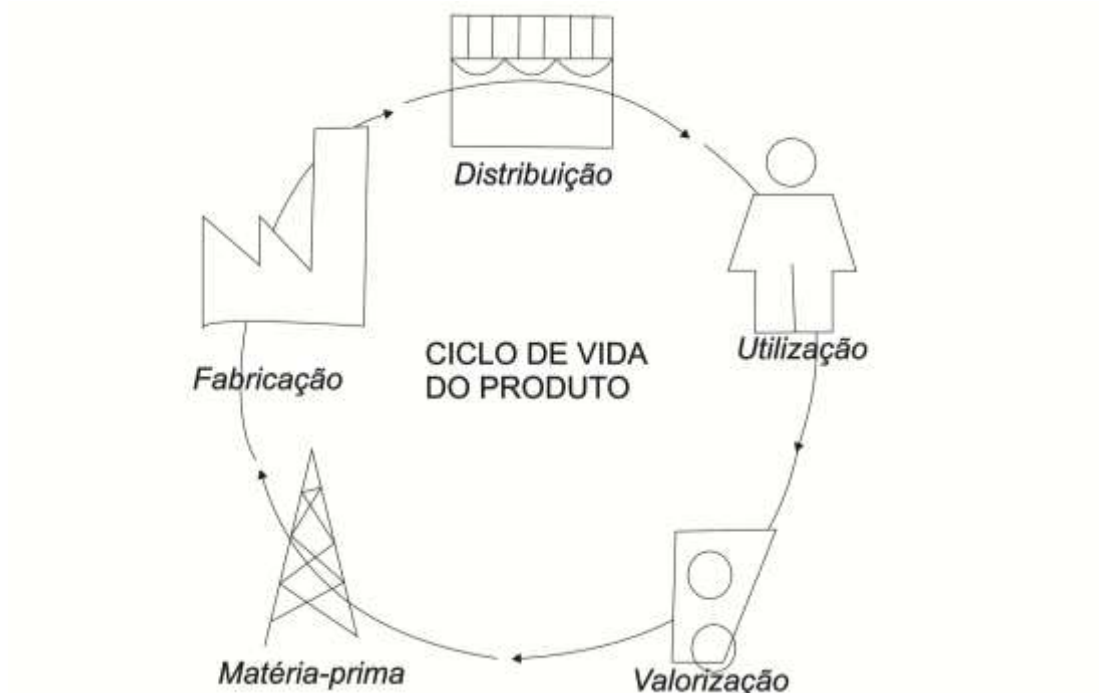 Distribuição
Utilização
CICLO DE VIDA
DO PRODUTO
Fabricação
Matéria-prima
Valorização